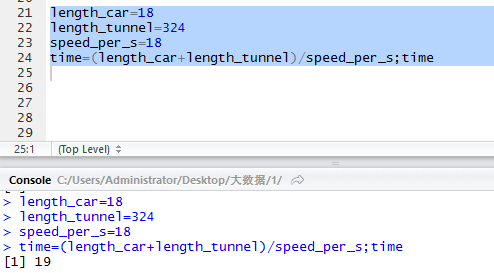 21 length_car=18
22 length_tunnel=324
23 speed_per_s=18
24 time=(length_car+length_tunnel)/speed_per_s;time
25
26
27
28
29
25:1 (Top Level)
Console C:/Users/Administrator/Desktop/大数据/1/
> length_car=18
> length_tunnel=324
> speed_per_s=18
> time=(length_car+length_tunnel)/speed_per_s;time
[1] 19